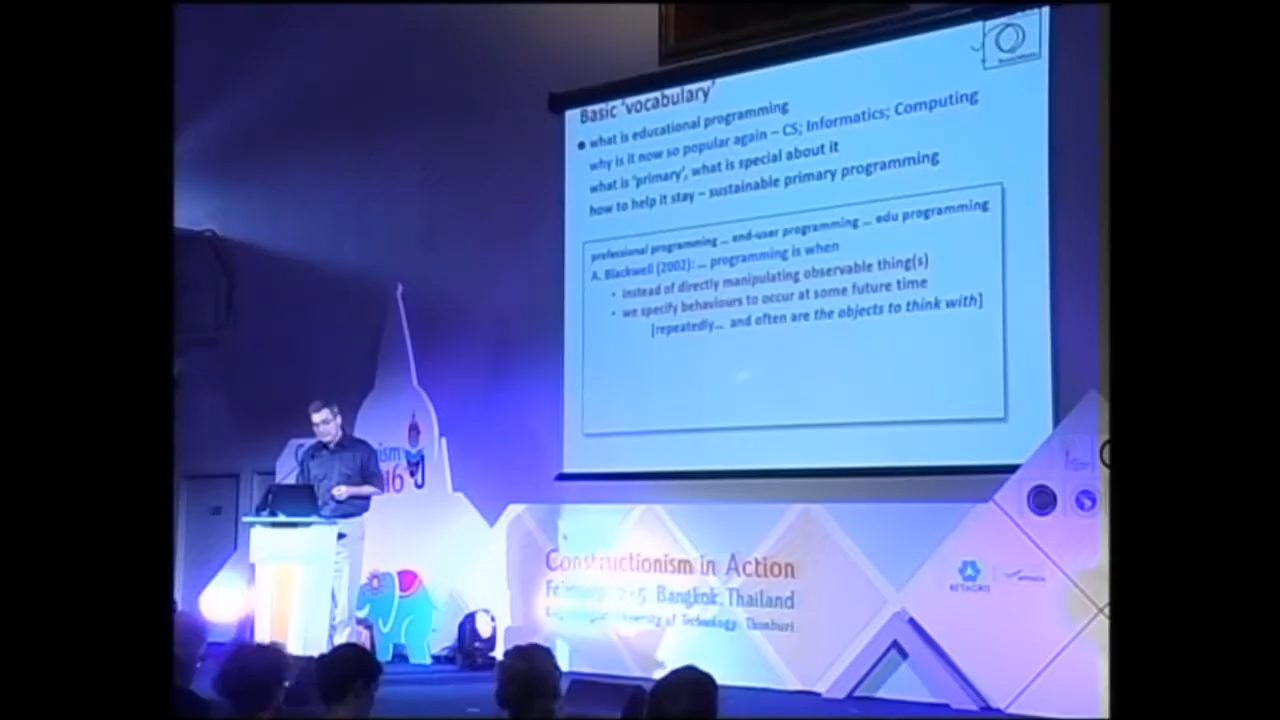 Basic 'vocabulary'
● what is educational programming
why is it now so popular again – CS; Informatics; Computing
what is 'primary', what is special about it
how to help it stay – sustainable primary programming
professional programming ... end-user programming ... edu programming
A. Blackwell (2002): ... programming is when
• instead of directly manipulating observable thing(s)
• we specify behaviours to occur at some future time
[repeatedly... and often are the objects to think with]
ism
16
Constructionism in Action
5 Bangkok, Thailand
University of Technology Thonburi
BETAGRO